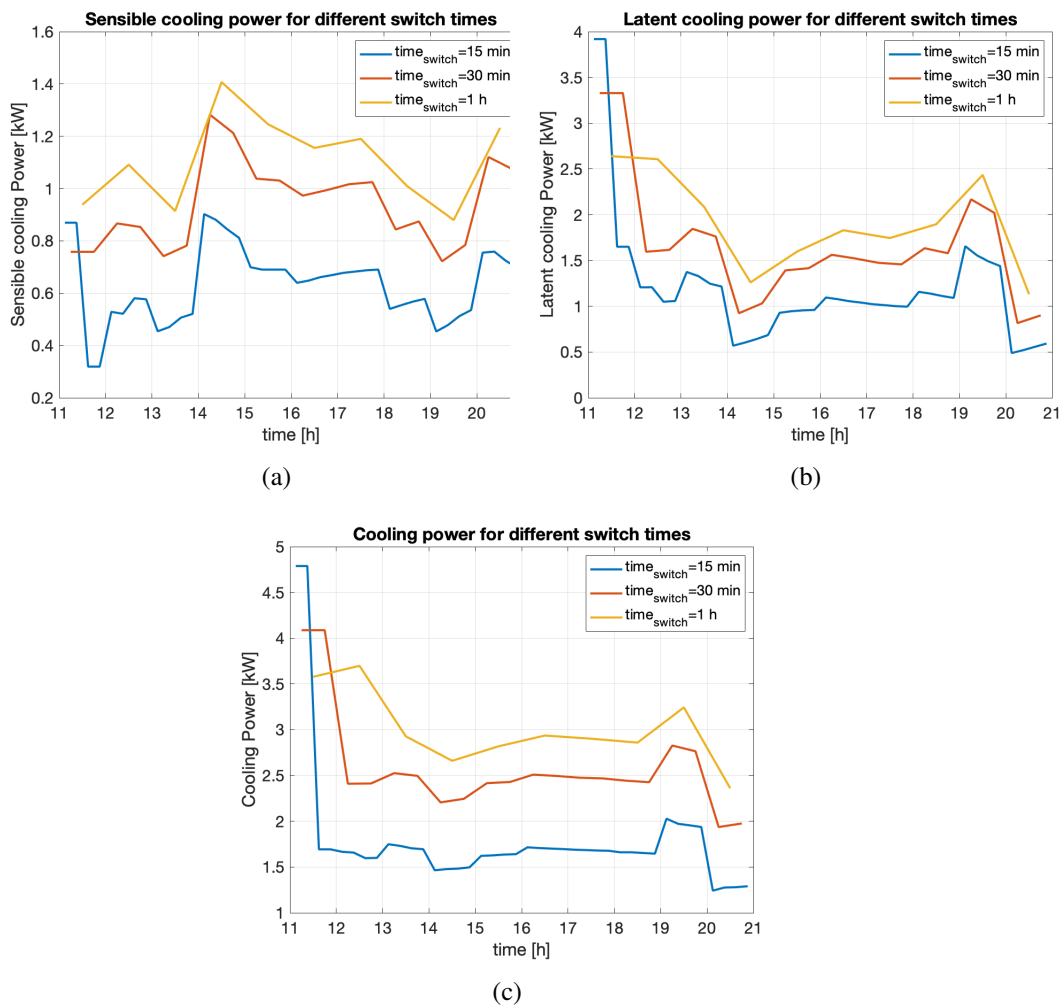 Sensible cooling power for different switch times
Sensible cooling Power [kW]
1.6
1.4
1.2
1
0.8
0.6
0.4
0.2
time_switch=15 min
time_switch=30 min
time_switch=1 h
11 12 13 14 15 16 17 18 19 20
time [h]
(a)
Latent cooling power for different switch times
Latent cooling Power [kW]
4
3.5
3
2.5
2
1.5
1
0.5
0
time_switch=15 min
time_switch=30 min
time_switch=1 h
11 12 13 14 15 16 17 18 19 20 21
time [h]
(b)
Cooling power for different switch times
Cooling Power [kW]
5
4.5
4
3.5
3
2.5
2
1.5
1
time_switch=15 min
time_switch=30 min
time_switch=1 h
11 12 13 14 15 16 17 18 19 20 21
time [h]
(c)